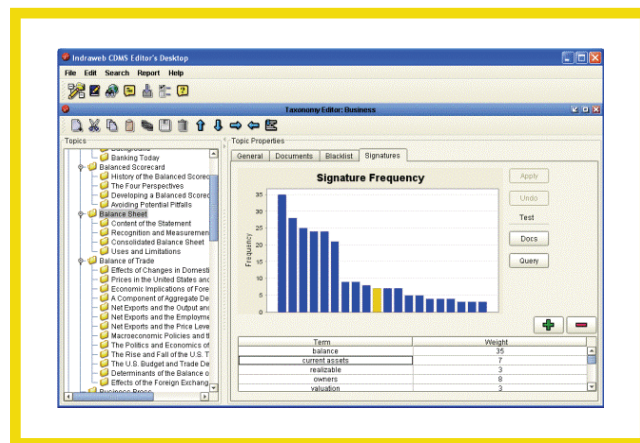 Indraweb CDMS Editor's Desktop
File Edit Search Report Help
Taxonomy Editor: Business
Topics
Background
Banking Today
Balanced Scorecard
History of the Balanced Scorec
The Four Perspectives
Developing a Balanced Scorec
Avoiding Potential Pitfalls
Balance Sheet
Content of the Statement
Recognition and Measuremen
Consolidated Balance Sheet
Uses and Limitations
Balance of Trade
Effects of Changes in Domesti
Prices in the United States and
Economic Implications of Fore
A Component of Aggregate De
Net Exports and the Output and
Net Exports and the Employme
Net Exports and the Price Leve
Macroeconomic Policies and t
The Politics and Economics of
The Rise and Fall of the U.S. T
The U.S. Budget and Trade De
Determinants of the Balance o
Effects of the Foreign Exchang
Business Press
Topic Properties
General Documents Blacklist Signatures
Signature Frequency
Frequency
35
30
25
20
15
10
5
0
Apply
Undo
Test
Docs
Query
Term Weight
balance 35
current assets 7
realizable 3
owners 8
valuation 3